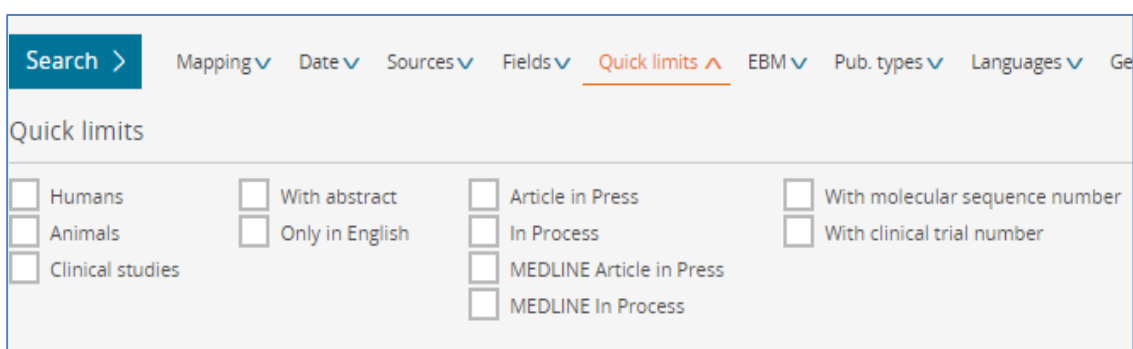 Search > Mapping Date Sources Fields Quick limits EBM Pub. types Languages Ge
Quick limits
Humans With abstract Article in Press With molecular sequence number
Animals Only in English In Process With clinical trial number
Clinical studies MEDLINE Article in Press
MEDLINE In Process